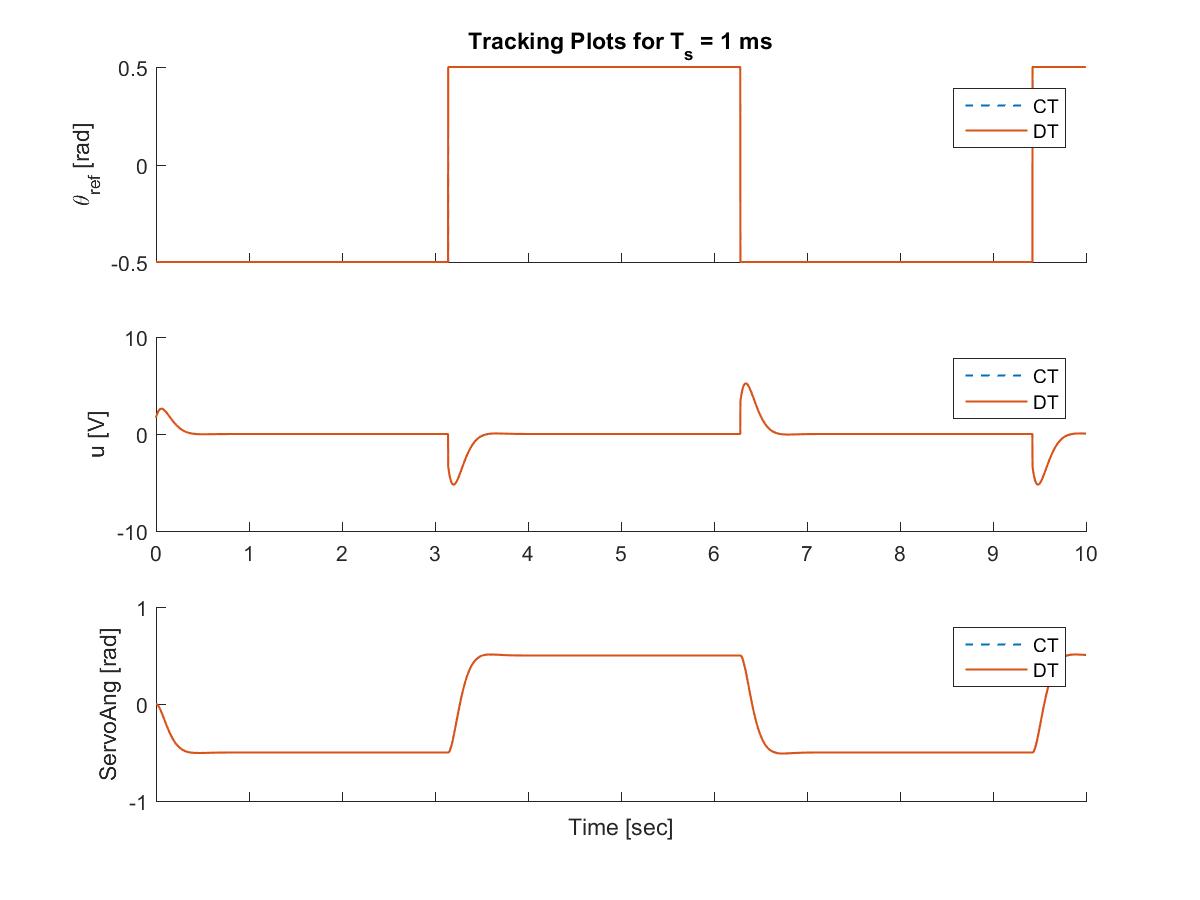 Tracking Plots for Ts = 1 ms
0.5
0
-0.5
θref [rad]
CT
DT
10
0
-10
u [V]
CT
DT
0 1 2 3 4 5 6 7 8 9 10
1
0
-1
ServoAng [rad]
CT
DT
Time [sec]